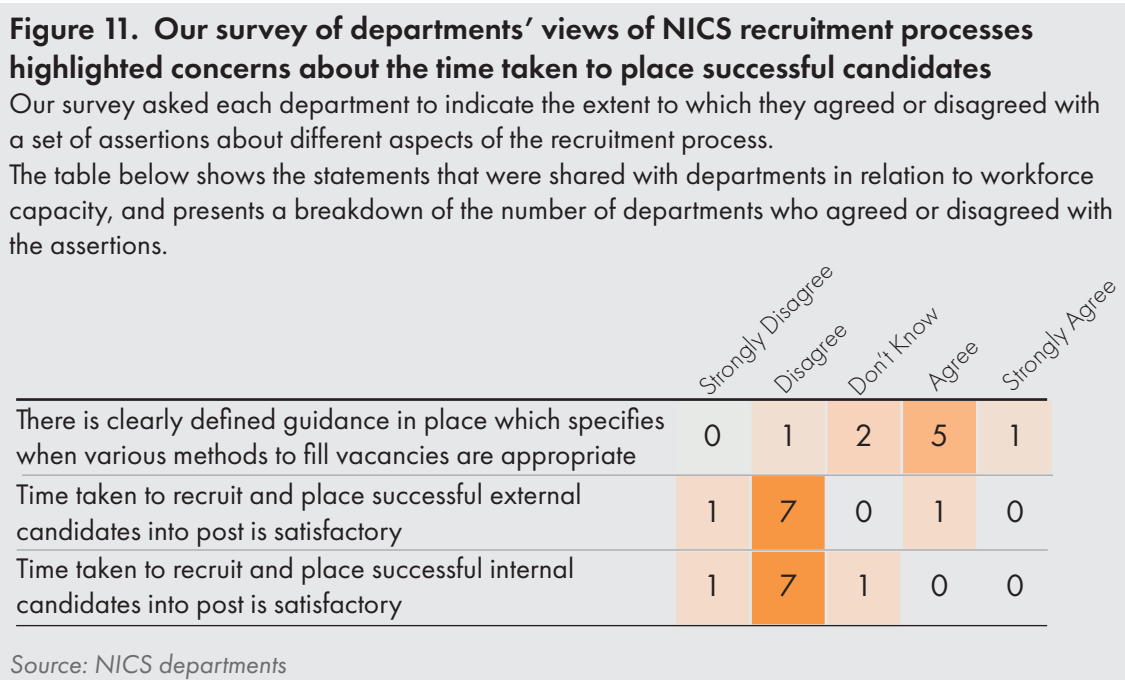 Figure 11.  Our survey of departments’ views of NICS recruitment processes
highlighted concerns about the time taken to place successful candidates
Our survey asked each department to indicate the extent to which they agreed or disagreed with
a set of assertions about different aspects of the recruitment process.
The table below shows the statements that were shared with departments in relation to workforce
capacity, and presents a breakdown of the number of departments who agreed or disagreed with
the assertions.
Strongly Disagree
Disagree
Don’t Know
Agree
Strongly Agree
There is clearly defined guidance in place which specifies
when various methods to fill vacancies are appropriate
0 1 2 5 1
Time taken to recruit and place successful external
candidates into post is satisfactory
1 7 0 1 0
Time taken to recruit and place successful internal
candidates into post is satisfactory
1 7 1 0 0
Source: NICS departments